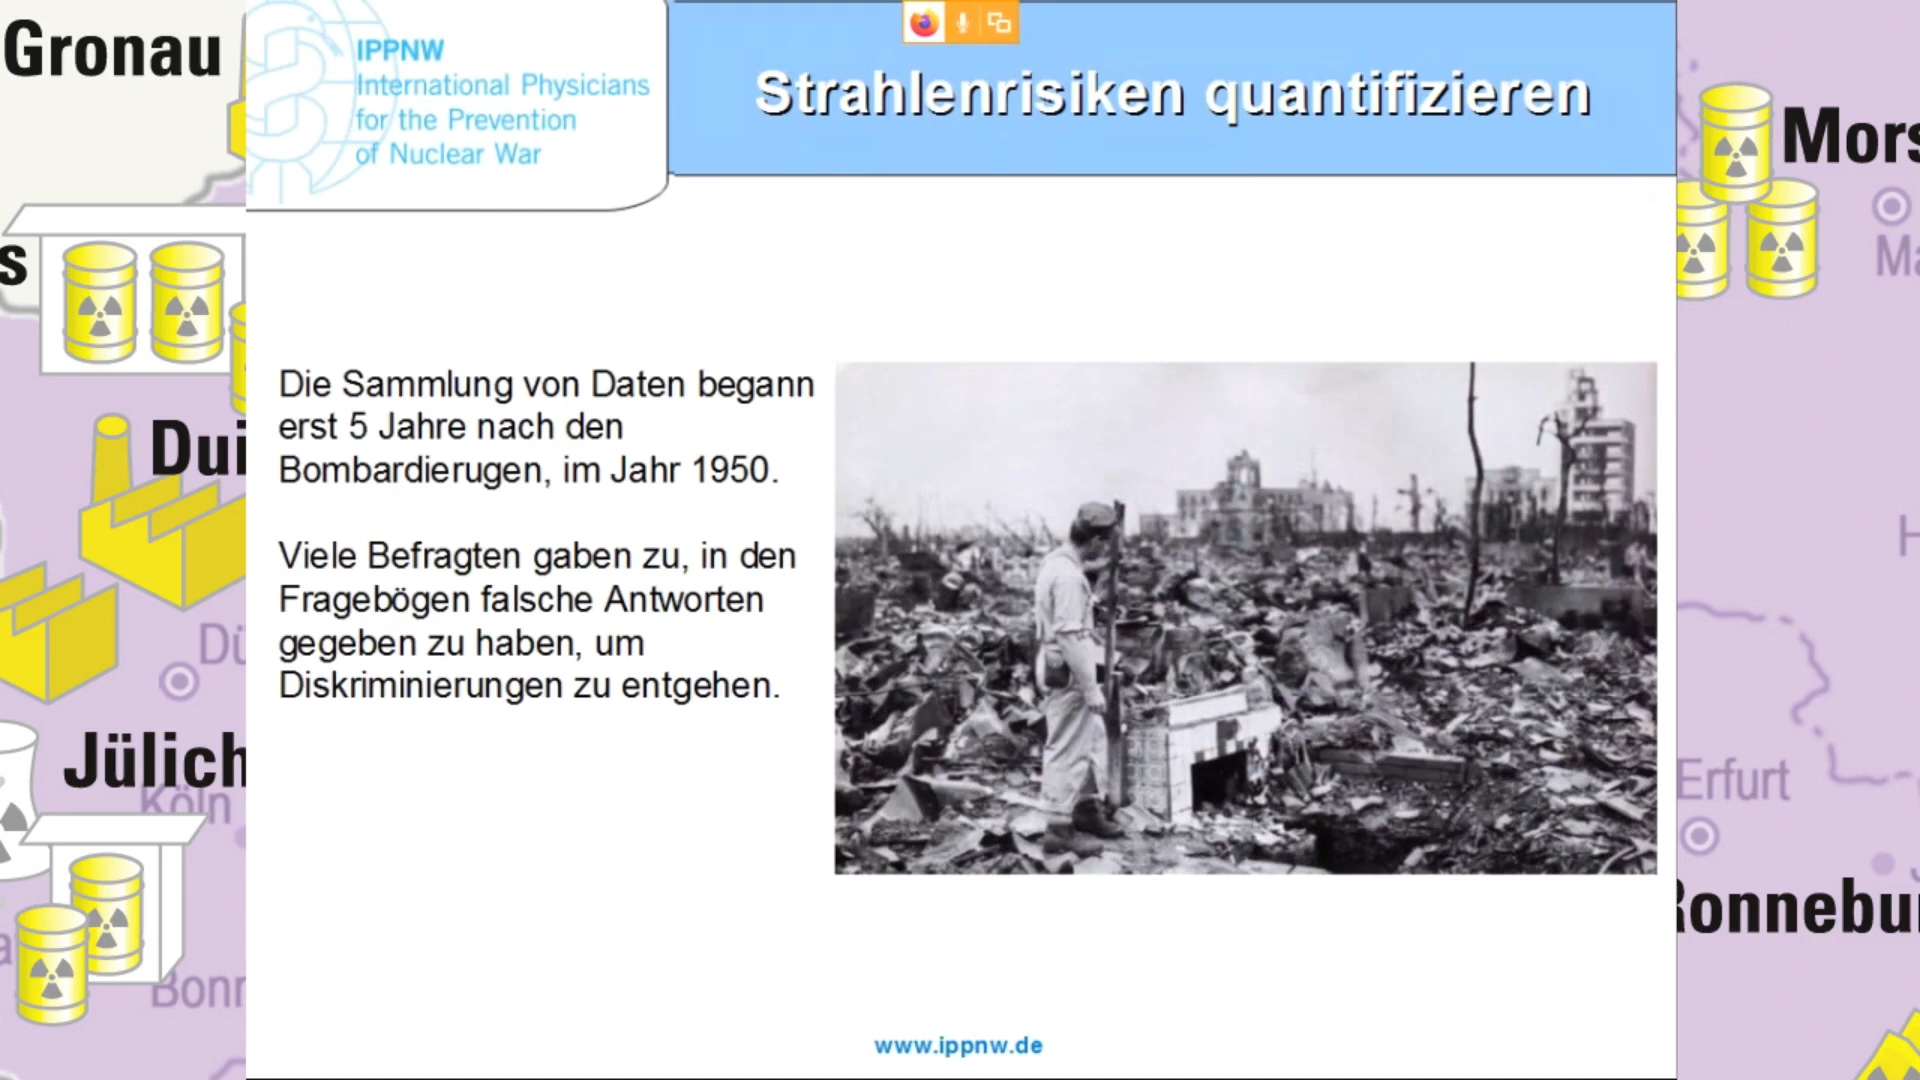 Gronau
s
Dui
Dü
Jülich
Köln
Bonn
IPPNW
International Physicians
for the Prevention
of Nuclear War
Strahlenrisiken quantifizieren
Die Sammlung von Daten begann
erst 5 Jahre nach den
Bombardierugen, im Jahr 1950.
Viele Befragten gaben zu, in den
Fragebögen falsche Antworten
gegeben zu haben, um
Diskriminierungen zu entgehen.
www.ippnw.de
Mors
Ma
H
Erfurt
onnebu